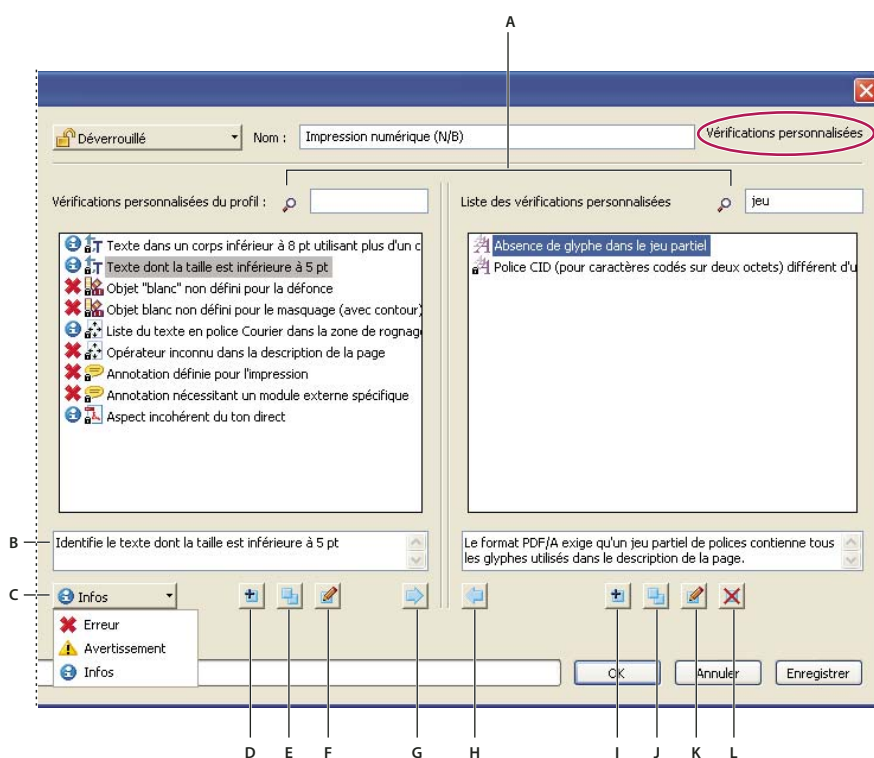 A
Déverrouillé
Nom :
Impression numérique (N/B)
Vérifications personnalisées
Vérifications personnalisées du profil :
Liste des vérifications personnalisées
jeu
Texte dans un corps inférieur à 8 pt utilisant plus d'un c
Texte dont la taille est inférieure à 5 pt
Objet "blanc" non défini pour la défonce
Objet blanc non défini pour le masquage (avec contour)
Liste du texte en police Courier dans la zone de rognag
Opérateur inconnu dans la description de la page
Annotation définie pour l'impression
Annotation nécessitant un module externe spécifique
Aspect incohérent du ton direct
Absence de glyphe dans le jeu partiel
Police CID (pour caractères codés sur deux octets) différent d'u
B
Identifie le texte dont la taille est inférieure à 5 pt
Le format PDF/A exige qu'un jeu partiel de polices contienne tous
les glyphes utilisés dans le description de la page.
C
Infos
Erreur
Avertissement
Infos
OK
Annuler
Enregistrer
D
E
F
G
H
I
J
K
L